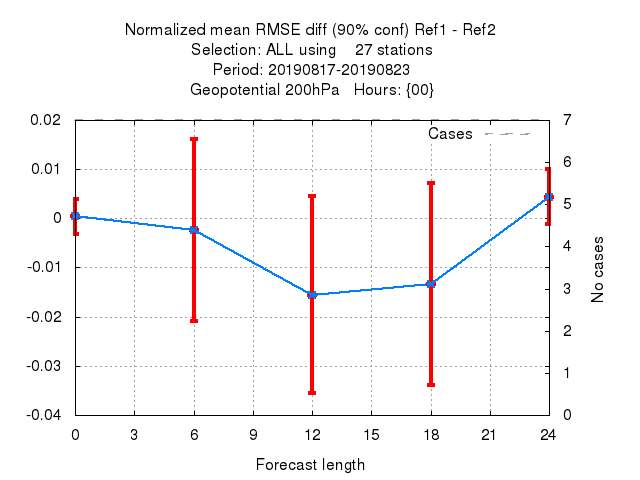 Normalized mean RMSE diff (90% conf) Ref1 - Ref2
Selection: ALL using    27 stations
Period: 20190817-20190823
Geopotential 200hPa   Hours: {00}
0.02
0.01
0
-0.01
-0.02
-0.03
-0.04
Cases
7
6
5
4
3
2
1
0
No cases
0 3 6 9 12 15 18 21 24
Forecast length